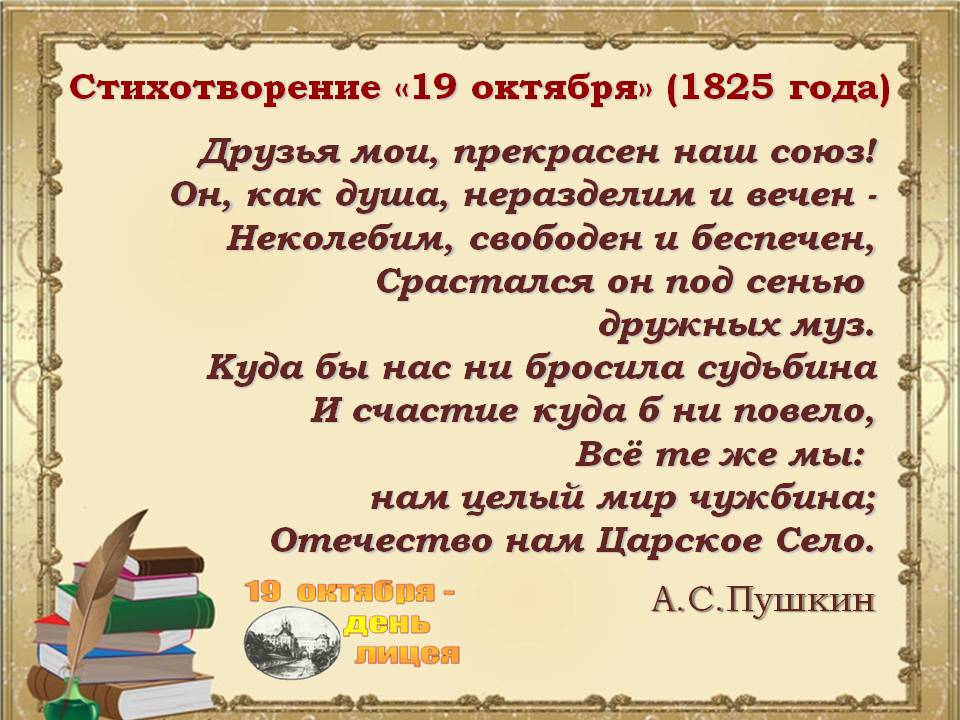 Стихотворение «19 октября» (1825 года)
Друзья мои, прекрасен наш союз!
Он, как душа, неразделим и вечен -
Неколебим, свободен и беспечен,
Срастался он под сенью
дружных муз.
Куда бы нас ни бросила судьбина
И счастие куда б ни повело,
Всё те же мы:
нам целый мир чужбина;
Отечество нам Царское Село.
А.С.Пушкин
19 октября -
день
лицея